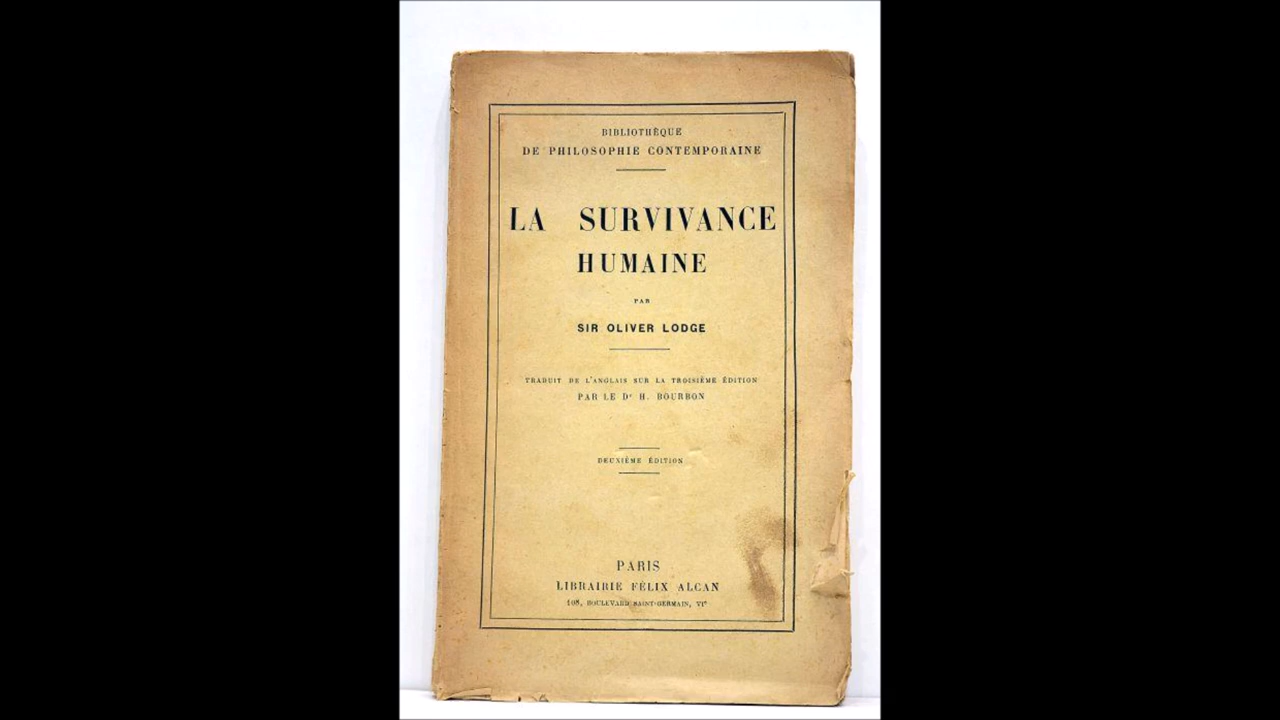 BIBLIOTHÈQUE
DE PHILOSOPHIE CONTEMPORAINE
LA SURVIVANCE
HUMAINE
PAR
SIR OLIVER LODGE
TRADUIT DE L'ANGLAIS SUR LA TROISIÈME ÉDITION
PAR LE Dʳ H. BOURBON
DEUXIÈME ÉDITION
PARIS
LIBRAIRIE FÉLIX ALCAN
108, BOULEVARD SAINT-GERMAIN, VIᵉ